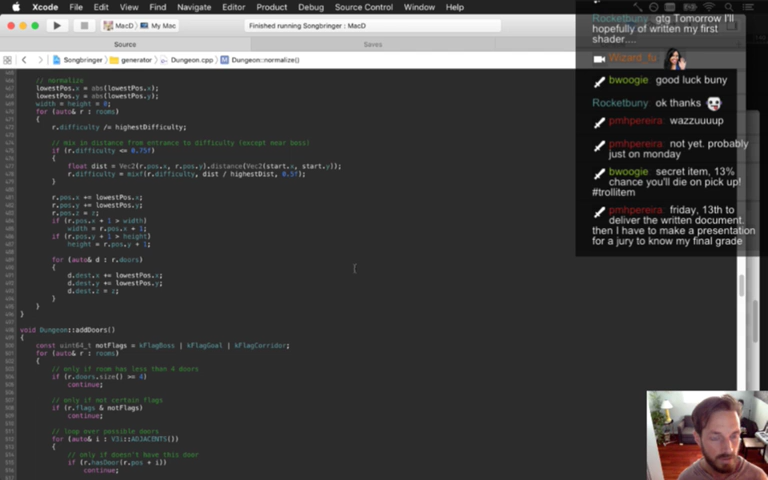 Xcode File Edit View Find Navigate Editor Product Debug Source Control Window Help
MacD My Mac
Finished running Songbringer : MacD
Source
Saves
Songbringer generator Dungeon.cpp Dungeon::normalize()
// normalize
lowestPos.x = abs(lowestPos.x);
lowestPos.y = abs(lowestPos.y);
width = height = 0;
for (auto& r : rooms)
{
r.difficulty /= highestDifficulty;
// mix in distance from entrance to difficulty (except near boss)
if (r.difficulty <= 0.75f)
{
float dist = Vec2(r.pos.x, r.pos.y).distance(Vec2(start.x, start.y));
r.difficulty = mixf(r.difficulty, dist / highestDist, 0.5f);
}
r.pos.x += lowestPos.x;
r.pos.y += lowestPos.y;
r.pos.z = z;
if (r.pos.x + 1 > width)
width = r.pos.x + 1;
if (r.pos.y + 1 > height)
height = r.pos.y + 1;
for (auto& d : r.doors)
{
d.dest.x += lowestPos.x;
d.dest.y += lowestPos.y;
d.dest.z = z;
}
}
}
void Dungeon::addDoors()
{
const uint64_t notFlags = kFlagBoss | kFlagGoal | kFlagCorridor;
for (auto& r : rooms)
{
// only if room has less than 4 doors
if (r.doors.size() >= 4)
continue;
// only if not certain flags
if (r.flags & notFlags)
continue;
// loop over possible doors
for (auto& i : V3i::ADJACENTS())
{
// only if doesn't have this door
if (r.hasDoor(r.pos + i))
continue;
Rocketbuny gtg Tomorrow I'll
hopefully of written my first
shader....
Wizard_fu
bwoogie good luck buny
Rocketbuny ok thanks
pmhpereira wazzuuuup
pmhpereira not yet. probably
just on monday
bwoogie secret item, 13%
chance you'll die on pick up!
#trollitem
pmhpereira friday, 13th to
deliver the written document.
then I have to make a presentation
for a jury to know my final grade